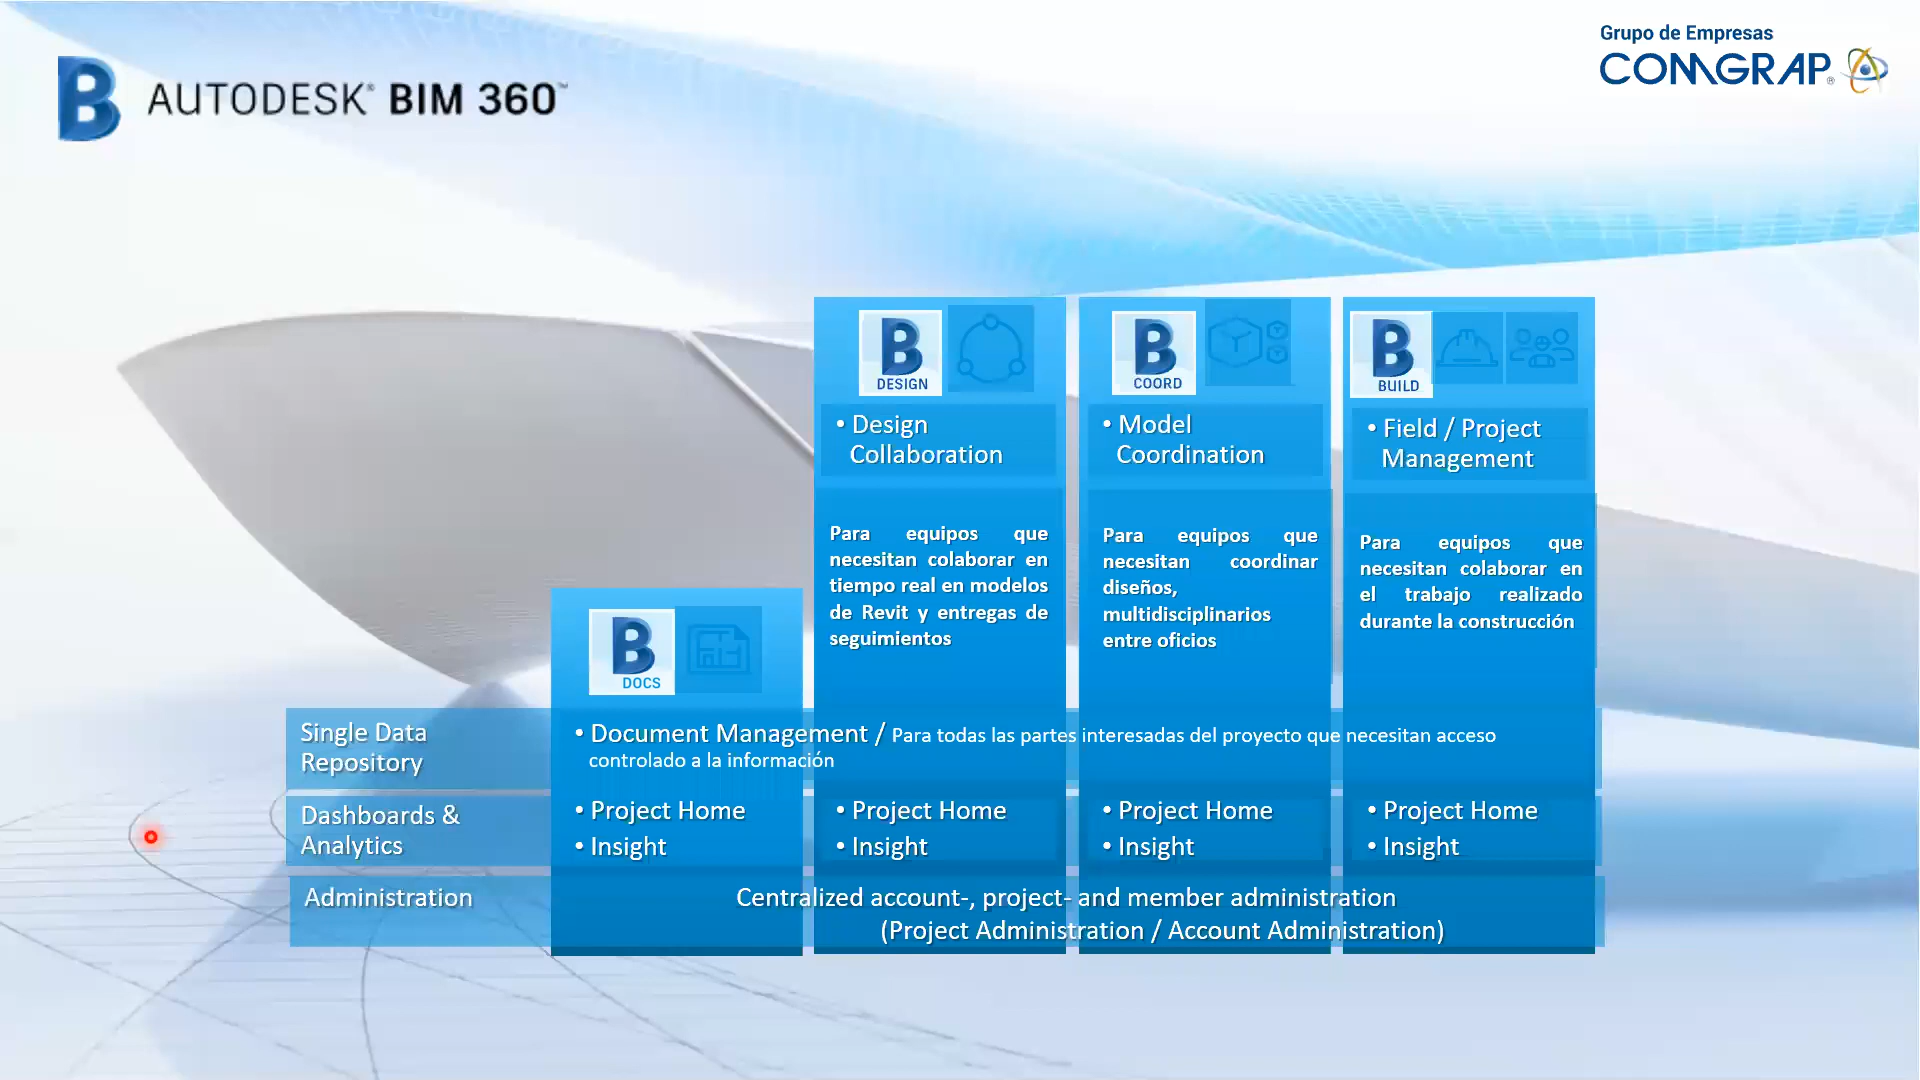 Grupo de Empresas
COMGRAP®
B AUTODESK® BIM 360™
B
DESIGN
B
COORD
B
BUILD
• Design
Collaboration
• Model
Coordination
• Field / Project
Management
Para equipos que
necesitan colaborar en
tiempo real en modelos
de Revit y entregas de
seguimientos
Para equipos que
necesitan coordinar
diseños,
multidisciplinarios
entre oficios
Para equipos que
necesitan colaborar en
el trabajo realizado
durante la construcción
B
DOCS
Single Data
Repository
• Document Management / Para todas las partes interesadas del proyecto que necesitan acceso
controlado a la información
Dashboards &
Analytics
• Project Home
• Insight
• Project Home
• Insight
• Project Home
• Insight
• Project Home
• Insight
Administration
Centralized account-, project- and member administration
(Project Administration / Account Administration)